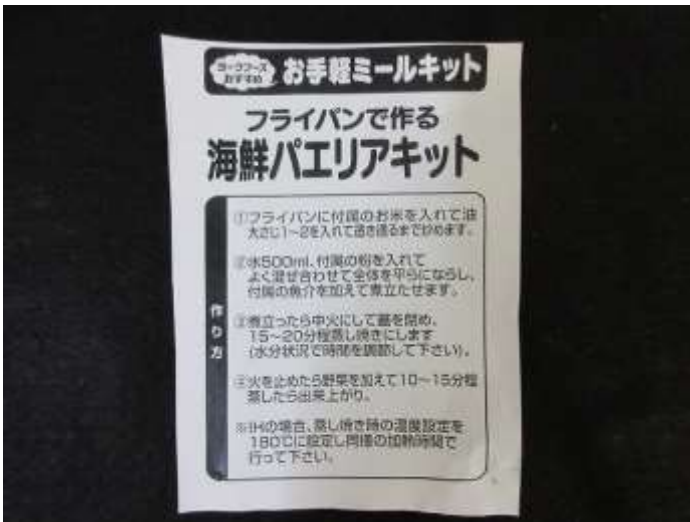 ヨークフーズ
おすすめ
お手軽ミールキット
フライパンで作る
海鮮パエリアキット
作り方
①フライパンに付属のお米を入れて油
大さじ1〜2を入れて透き通るまで炒めます。
②水500ml、付属の粉を入れて
よく混ぜ合わせて全体を平らにならし、
付属の魚介を加えて煮立たせます。
③煮立ったら中火にして蓋を閉め、
15〜20分程蒸し焼きにします
(水分状況で時間を調節して下さい)。
④火を止めたら野菜を加えて10〜15分程
蒸したら出来上がり。
※IHの場合、蒸し焼き時の温度設定を
180℃に設定し同様の加熱時間で
行って下さい。